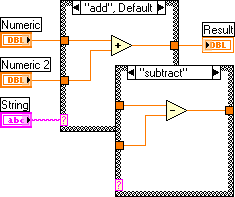 Numeric
"add", Default
DBL
+
Result
DBL
Numeric 2
DBL
"subtract"
String
abc
-
?
?